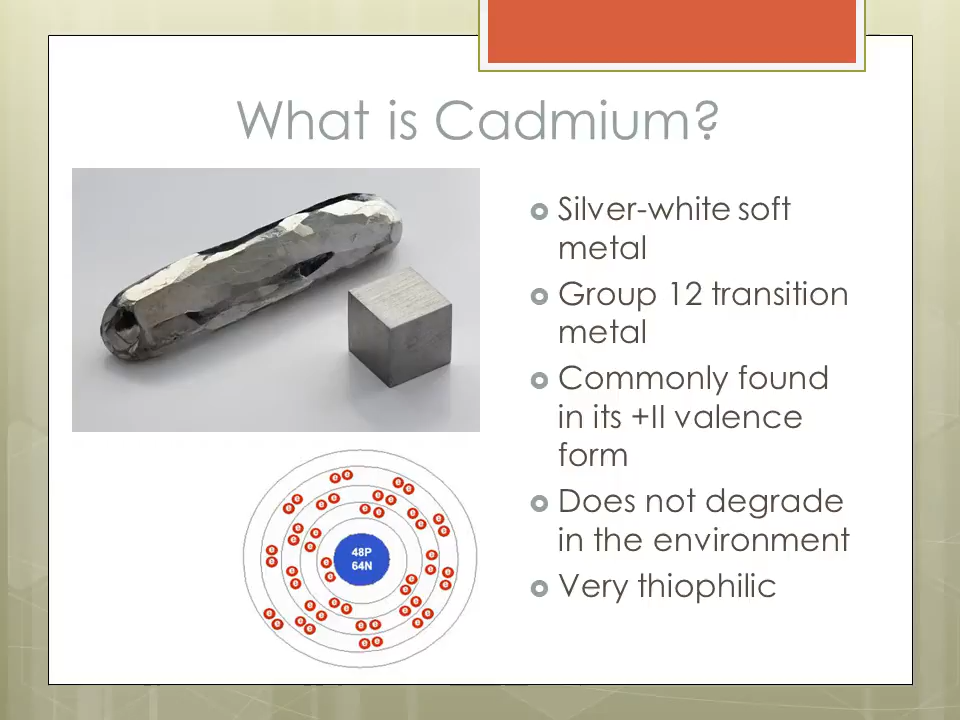 What is Cadmium?
Silver-white soft
metal
Group 12 transition
metal
Commonly found
in its +II valence
form
Does not degrade
in the environment
Very thiophilic
48P
64N